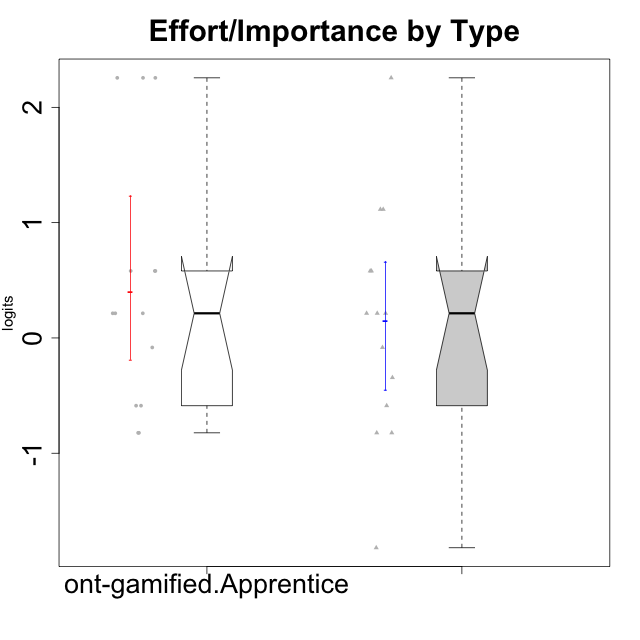 Effort/Importance by Type
2
1
0
-1
logits
ont-gamified.Apprentice